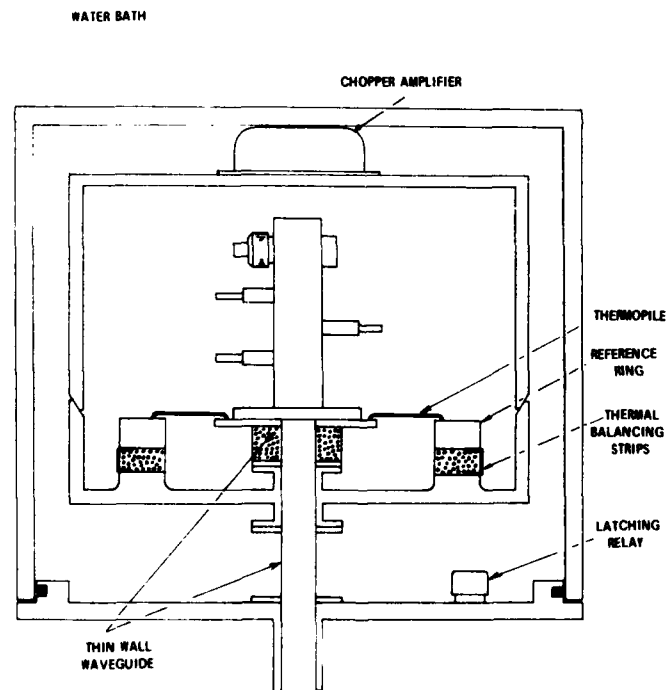 WATER BATH
CHOPPER AMPLIFIER
THERMOPILE
REFERENCE
RING
THERMAL
BALANCING
STRIPS
LATCHING
RELAY
THIN WALL
WAVEGUIDE